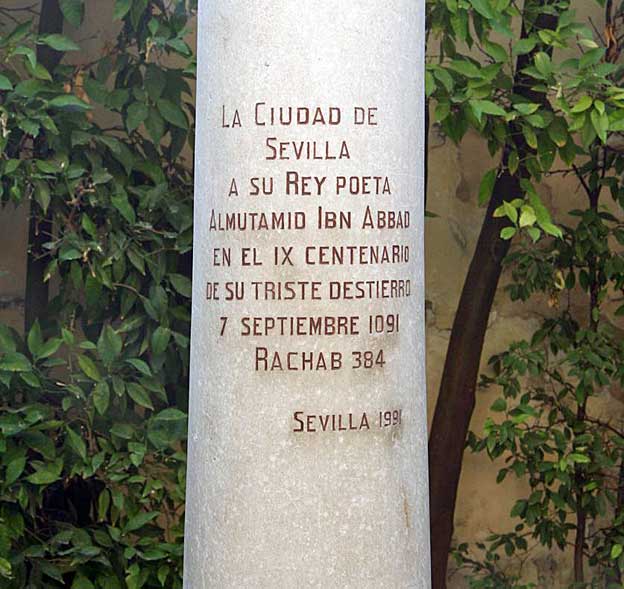 La Ciudad de
Sevilla
a su Rey poeta
Almutamid Ibn Abbad
en el IX centenario
de su triste destierro
7 septiembre 1091
Rachab 384
Sevilla 1991